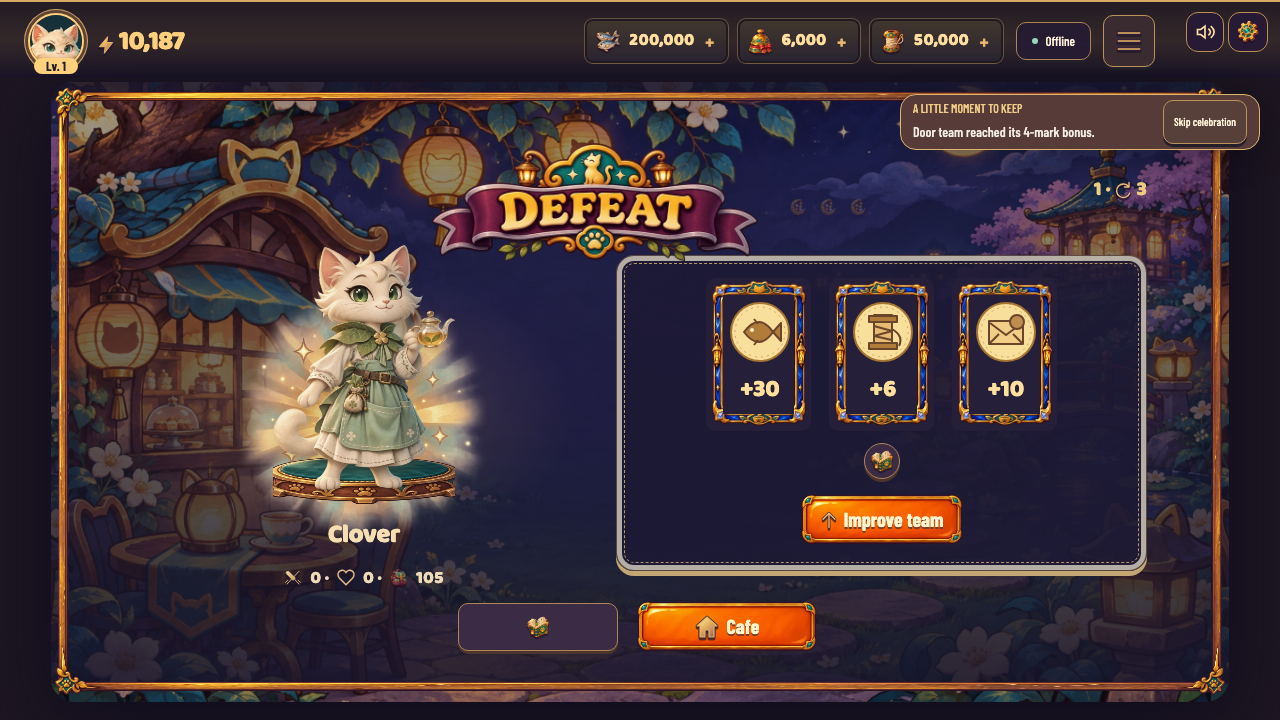 10,187
Lv. 1
200,000 +
6,000 +
50,000 +
Offline
A LITTLE MOMENT TO KEEP
Door team reached its 4-mark bonus.
Skip celebration
1 · 3
DEFEAT
+30
+6
+10
Improve team
Clover
0 · 0 · 105
Cafe